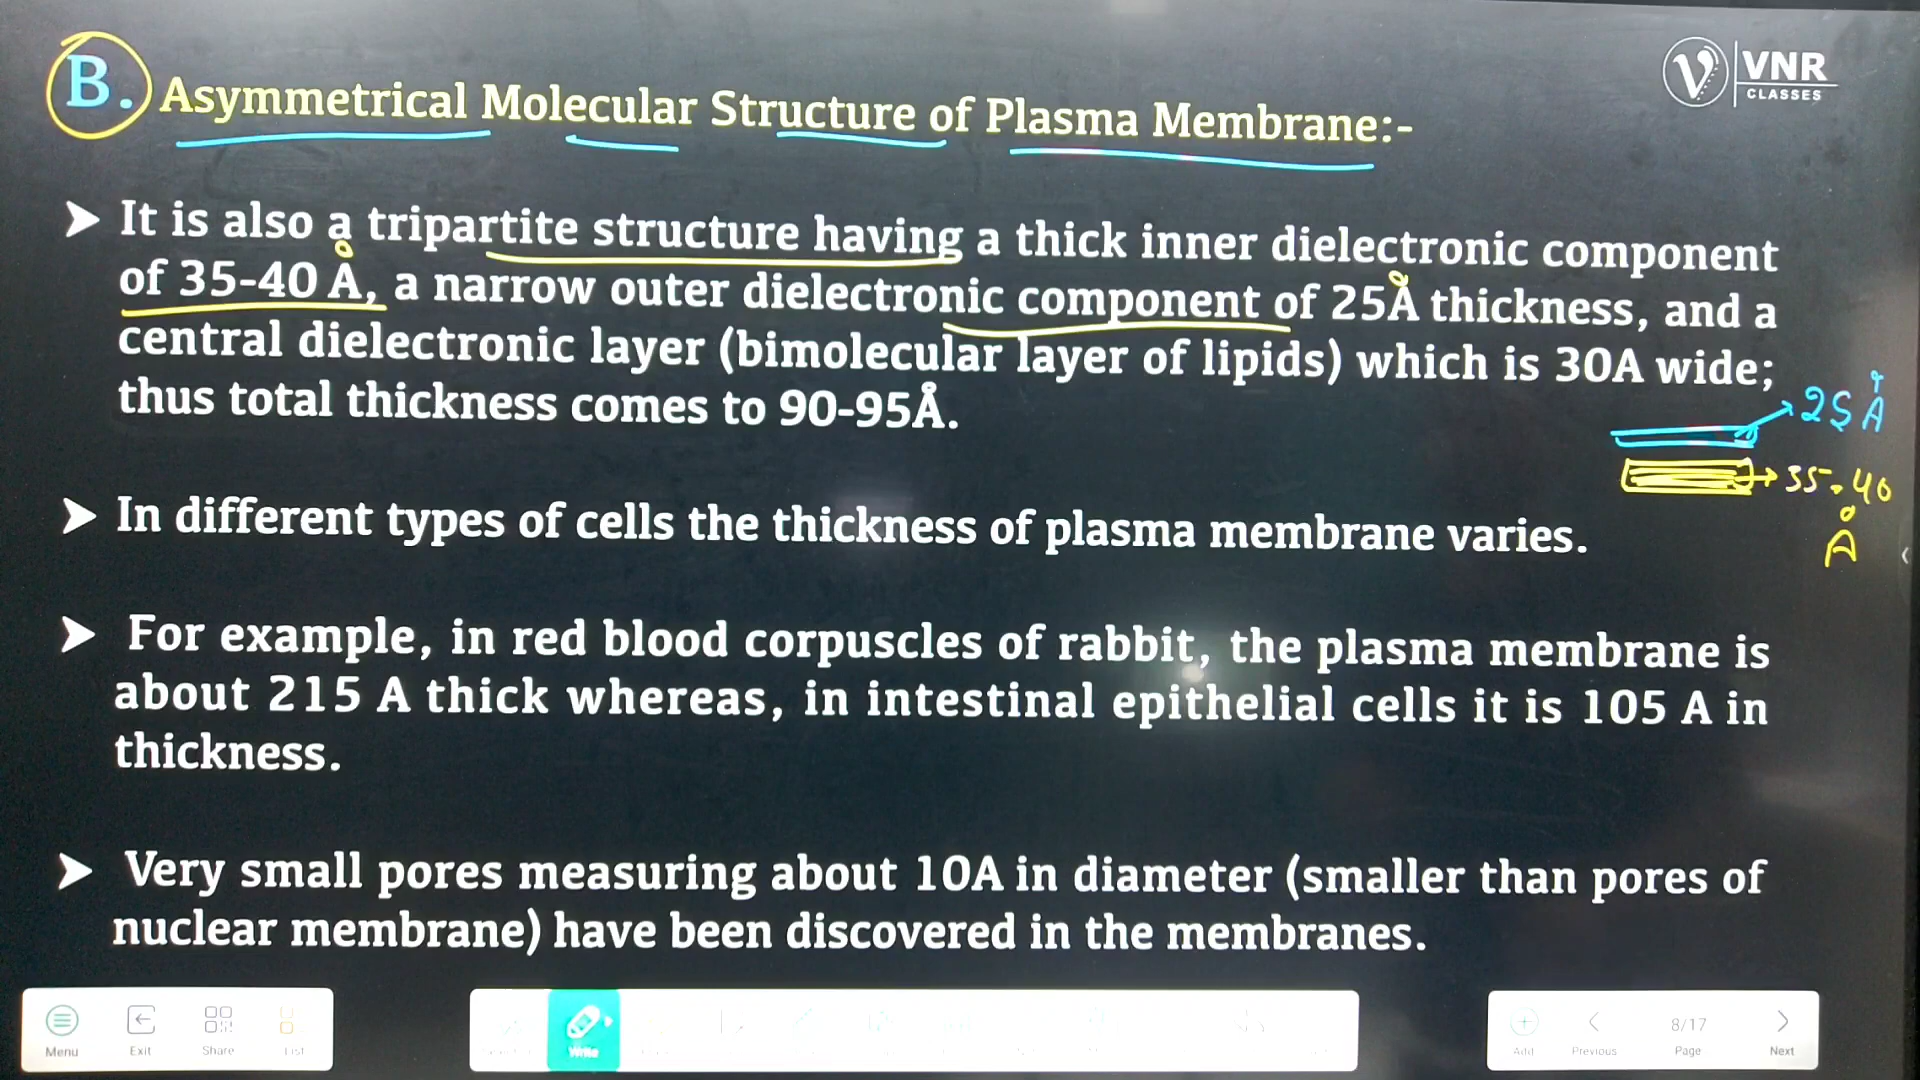 B. Asymmetrical Molecular Structure of Plasma Membrane:-
VNR
CLASSES
➤ It is also a tripartite structure having a thick inner dielectronic component
of 35-40 Å, a narrow outer dielectronic component of 25Å thickness, and a
central dielectronic layer (bimolecular layer of lipids) which is 30A wide;
thus total thickness comes to 90-95Å.
25 Å
35-40
Å
➤ In different types of cells the thickness of plasma membrane varies.
➤ For example, in red blood corpuscles of rabbit, the plasma membrane is
about 215 A thick whereas, in intestinal epithelial cells it is 105 A in
thickness.
➤ Very small pores measuring about 10A in diameter (smaller than pores of
nuclear membrane) have been discovered in the membranes.
Menu Exit Share List
Write
Add Previous 8/17 Page Next